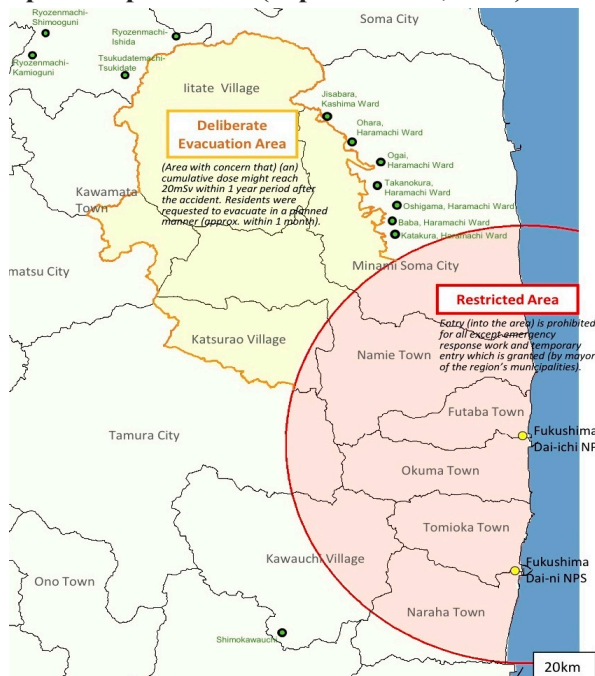 Soma City
Ryozenmachi-
Shimooguni
Ryozenmachi-
Ishida
Ryozenmachi-
Kamioguni
Tsukudatemachi-
Tsukidate
Iitate Village
Jisabara,
Kashima Ward
Deliberate
Evacuation Area
Ohara,
Haramachi Ward
(Area with concern that) (an)
cumulative dose might reach
20mSv within 1 year period after
the accident. Residents were
requested to evacuate in a planned
manner (approx. within 1 month).
Ogai,
Haramachi Ward
Takanokura,
Haramachi Ward
Kawamata
Town
Oshigama, Haramachi Ward
Baba, Haramachi Ward
Katakura, Haramachi Ward
matsu City
Minami Soma City
Restricted Area
Entry (into the area) is prohibited
for all except emergency
response work and temporary
entry which is granted (by mayor
of the region's municipalities).
Katsurao Village
Namie Town
Futaba Town
Tamura City
Fukushima
Dai-ichi NP
Okuma Town
Tomioka Town
Kawauchi Village
Fukushima
Dai-ni NPS
Ono Town
Naraha Town
Shimokawauchi
20km